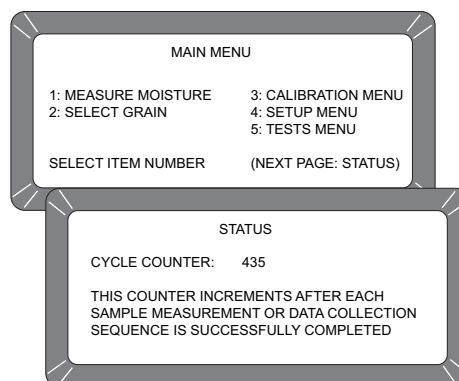 MAIN MENU
1: MEASURE MOISTURE
2: SELECT GRAIN
3: CALIBRATION MENU
4: SETUP MENU
5: TESTS MENU
SELECT ITEM NUMBER (NEXT PAGE: STATUS)
STATUS
CYCLE COUNTER: 435
THIS COUNTER INCREMENTS AFTER EACH
SAMPLE MEASUREMENT OR DATA COLLECTION
SEQUENCE IS SUCCESSFULLY COMPLETED